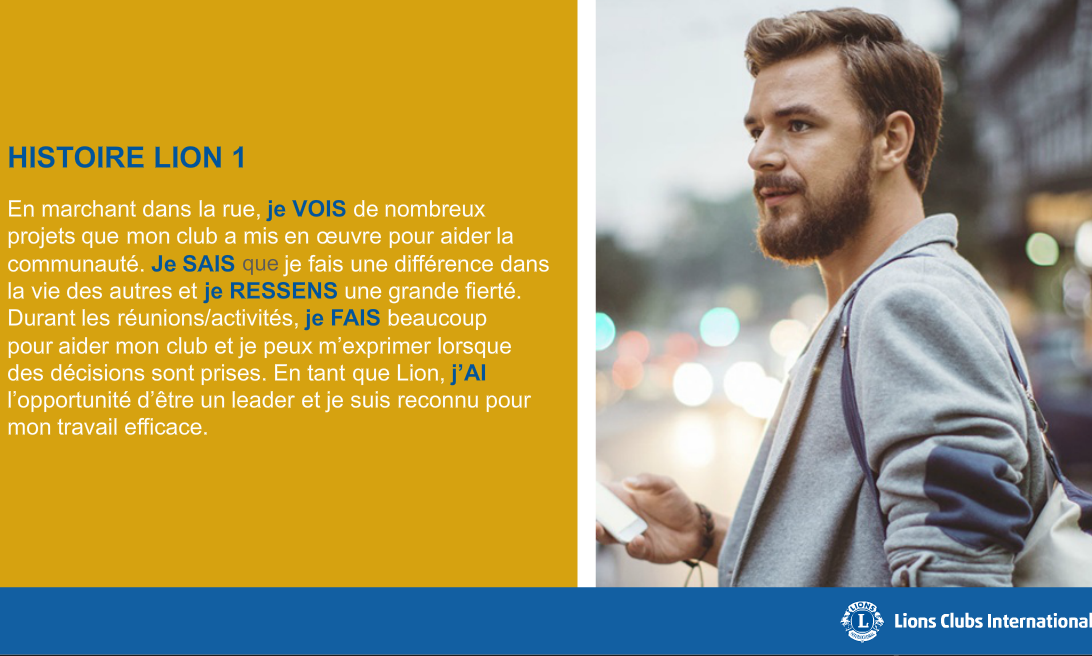 HISTOIRE LION 1
En marchant dans la rue, je VOIS de nombreux
projets que mon club a mis en œuvre pour aider la
communauté. Je SAIS que je fais une différence dans
la vie des autres et je RESSENS une grande fierté.
Durant les réunions/activités, je FAIS beaucoup
pour aider mon club et je peux m’exprimer lorsque
des décisions sont prises. En tant que Lion, j’AI
l’opportunité d’être un leader et je suis reconnu pour
mon travail efficace.
LIONS
L
INTERNATIONAL
Lions Clubs International